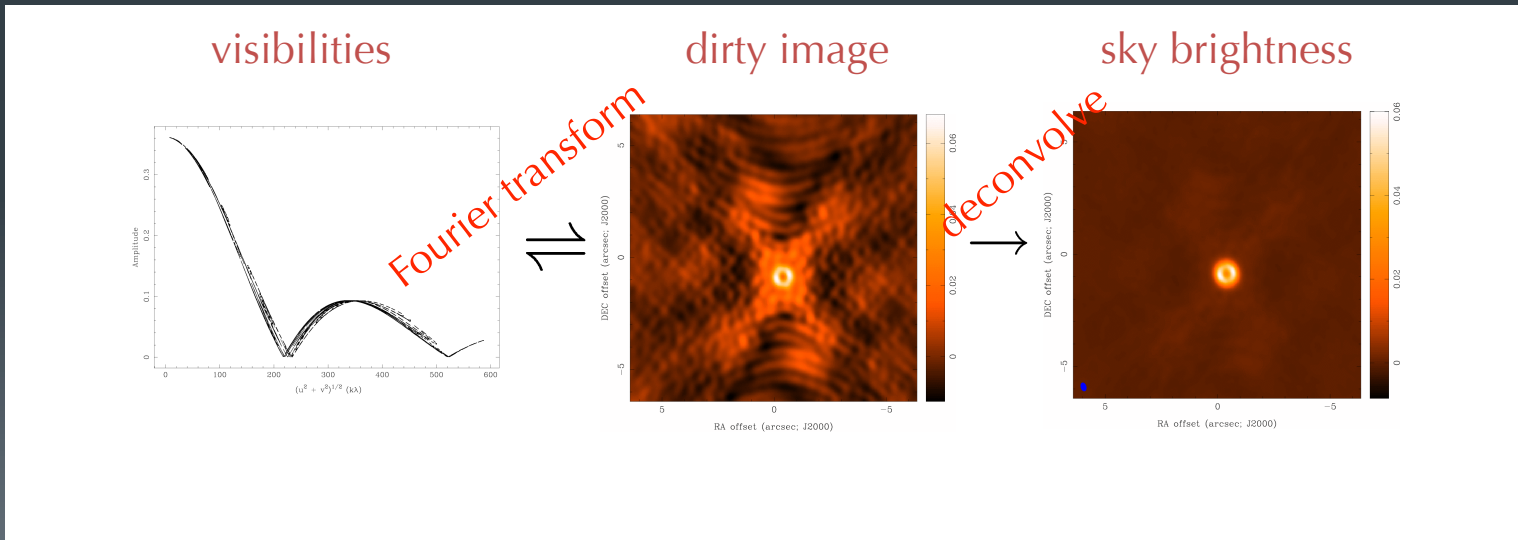 visibilities
dirty image
sky brightness
Fourier transform
deconvolve
Amplitude
0.3
0.2
0.1
0
0
100
200
300
400
500
600
(u² + v²)^1/2 (kλ)
DEC offset (arcsec; J2000)
5
0
−5
5
0
−5
RA offset (arcsec; J2000)
0.06
0.04
0.02
0
DEC offset (arcsec; J2000)
5
0
−5
5
0
−5
RA offset (arcsec; J2000)
0.06
0.04
0.02
0